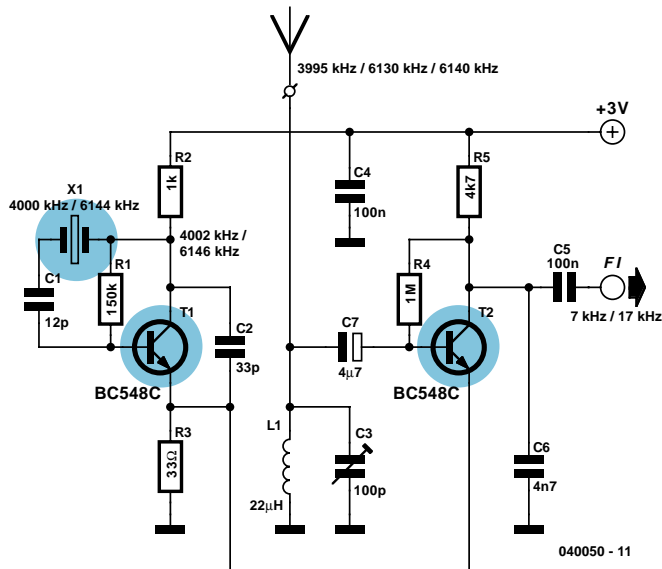 3995 kHz / 6130 kHz / 6140 kHz
+3V
R2
1k
C4
100n
R5
4k7
X1
4000 kHz / 6144 kHz
4002 kHz /
6146 kHz
C1
12p
R1
150k
T1
C2
33p
BC548C
R3
33Ω
C7
4µ7
R4
1M
T2
BC548C
C5
100n
FI
7 kHz / 17 kHz
L1
22µH
C3
100p
C6
4n7
040050 - 11